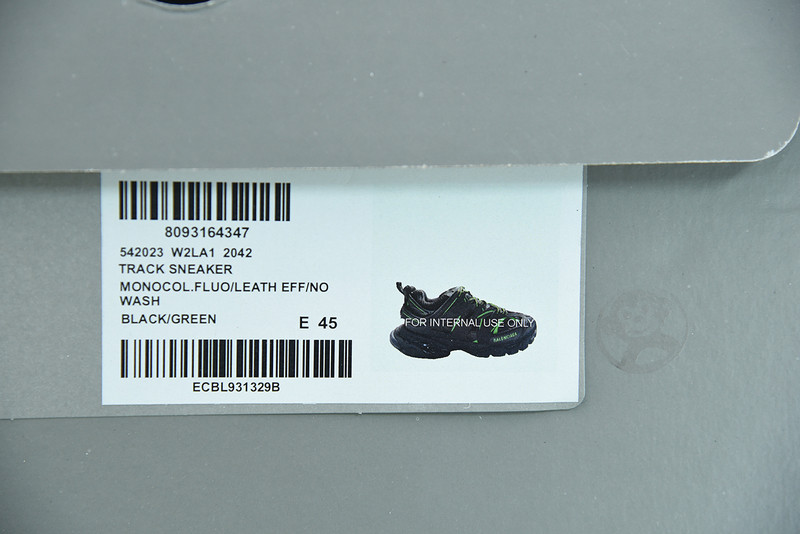 8093164347
542023 W2LA1 2042
TRACK SNEAKER
MONOCOL.FLUO/LEATH EFF/NO
WASH
BLACK/GREEN E 45
FOR INTERNAL USE ONLY
BALENCIAGA
ECBL931329B